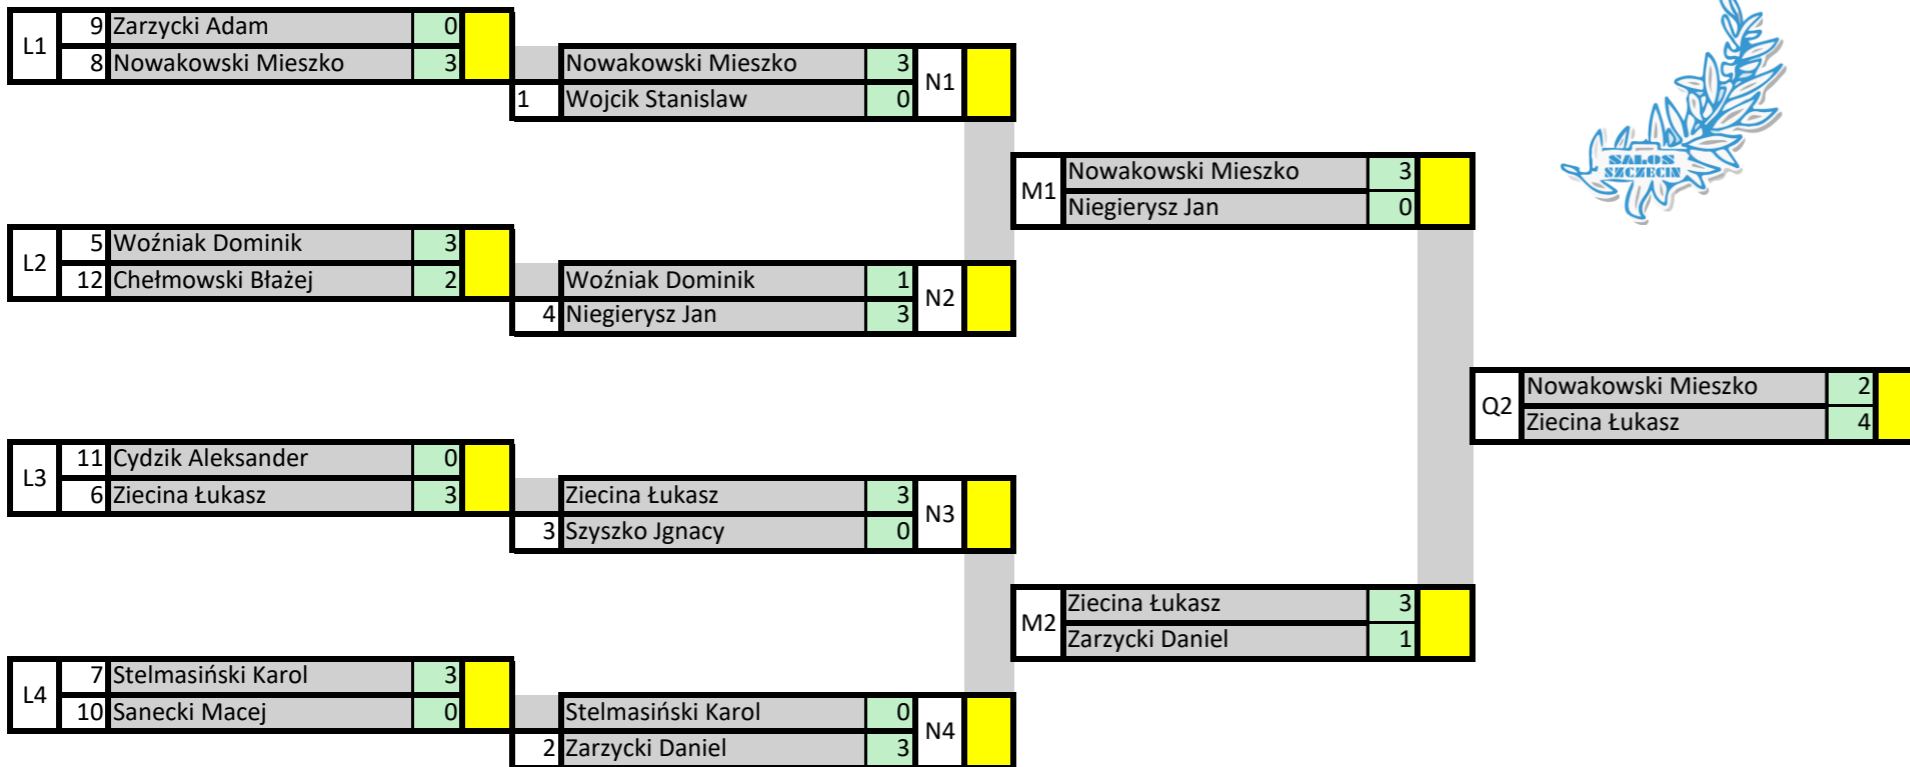 L1
9 Zarzycki Adam 0
8 Nowakowski Mieszko 3
Nowakowski Mieszko 3
1 Wojcik Stanislaw 0
N1
SALOS
SZCZECIN
M1
Nowakowski Mieszko 3
Niegierysz Jan 0
L2
5 Woźniak Dominik 3
12 Chełmowski Błażej 2
Woźniak Dominik 1
4 Niegierysz Jan 3
N2
Q2
Nowakowski Mieszko 2
Ziecina Łukasz 4
L3
11 Cydzik Aleksander 0
6 Ziecina Łukasz 3
Ziecina Łukasz 3
3 Szyszko Jgnacy 0
N3
M2
Ziecina Łukasz 3
Zarzycki Daniel 1
L4
7 Stelmasiński Karol 3
10 Sanecki Macej 0
Stelmasiński Karol 0
2 Zarzycki Daniel 3
N4